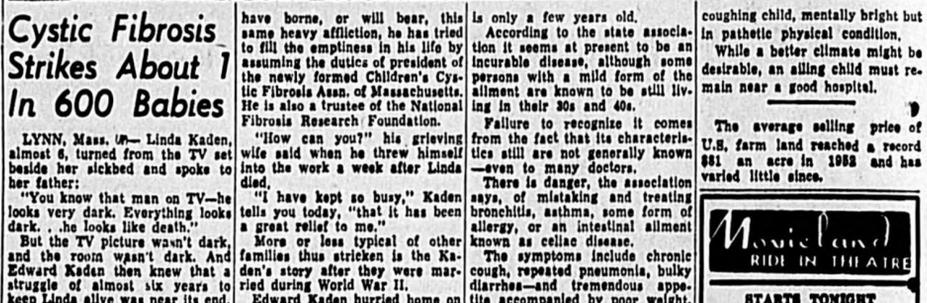 Cystic Fibrosis
Strikes About 1
In 600 Babies
LYNN, Mass. (P)— Linda Kaden,
almost 6, turned from the TV set
beside her sickbed and spoke to
her father:
"You know that man on TV—he
looks very dark. Everything looks
dark. . .he looks like death."
But the TV picture wasn't dark,
and the room wasn't dark. And
Edward Kaden then knew that a
struggle of almost six years to
keep Linda alive was near its end.
have borne, or will bear, this
same heavy affliction, he has tried
to fill the emptiness in his life by
assuming the duties of president of
the newly formed Children's Cys-
tic Fibrosis Assn. of Massachusetts.
He is also a trustee of the National
Fibrosis Research Foundation.
"How can you?" his grieving
wife said when he threw himself
into the work a week after Linda
died.
"I have kept so busy," Kaden
tells you today, "that it has been
a great relief to me."
More or less typical of other
families thus stricken is the Ka-
den's story after they were mar-
ried during World War II.
Edward Kaden hurried home on
is only a few years old.
According to the state associa-
tion it seems at present to be an
incurable disease, although some
persons with a mild form of the
ailment are known to be still liv-
ing in their 30s and 40s.
Failure to recognize it comes
from the fact that its characteris-
tics still are not generally known
—even to many doctors.
There is danger, the association
says, of mistaking and treating
bronchitis, asthma, some form of
allergy, or an intestinal ailment
known as celiac disease.
The symptoms include chronic
cough, repeated pneumonia, bulky
diarrhea—and tremendous appe-
tite accompanied by poor weight.
coughing child, mentally bright but
in pathetic physical condition.
While a better climate might be
desirable, an ailing child must re-
main near a good hospital.
The average selling price of
U.S. farm land reached a record
$81 an acre in 1952 and has
varied little since.
Movieland
RIDE IN THEATRE
STARTS TONIGHT